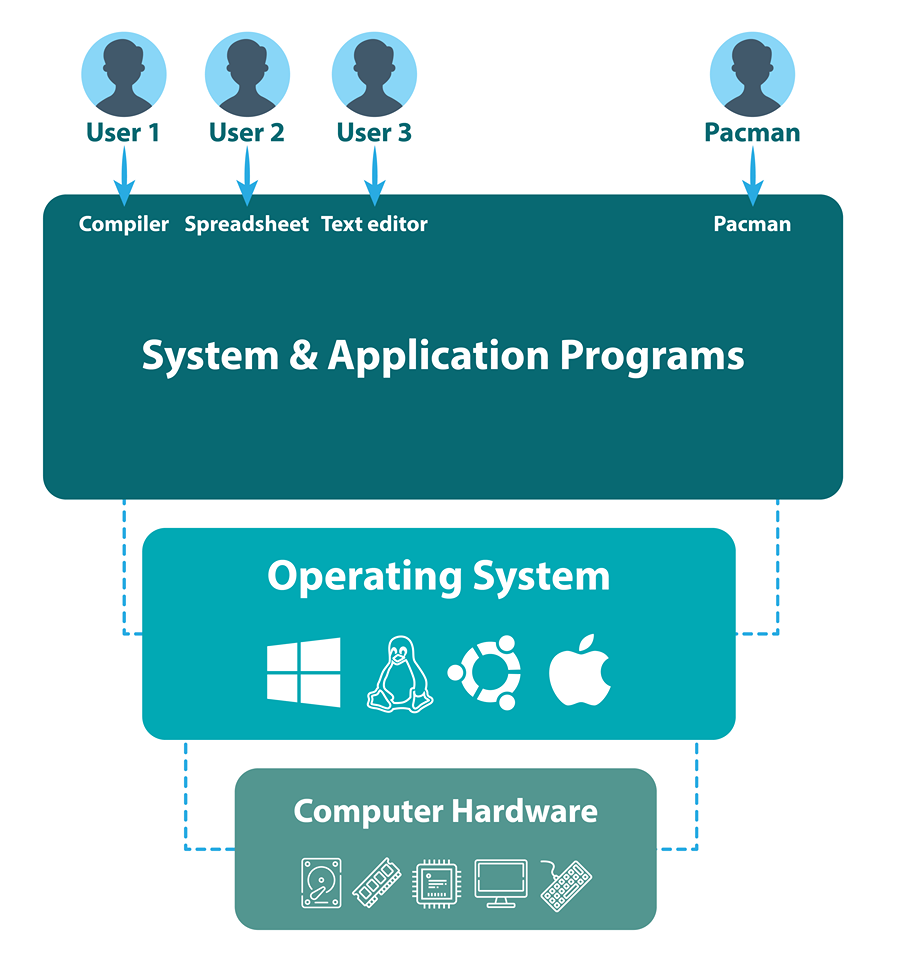 User 1
User 2
User 3
Pacman
Compiler
Spreadsheet
Text editor
Pacman
System & Application Programs
Operating System
Computer Hardware